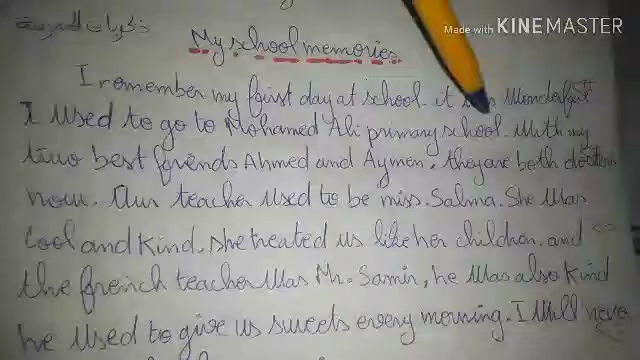 Made with KINEMASTER
ذكريات المدرسة
My school memories
I remember my first day at school. it was Wonderful
I used to go to Mohamed Ali primary school. With my
two best friends Ahmed and Aymen, they are both doctors
now. Our teacher used to be miss. Salma. She was
cool and kind. she treated us like her children. and
the french teacher was Mr. Samir, he was also kind
he used to give us sweets every morning. I will never